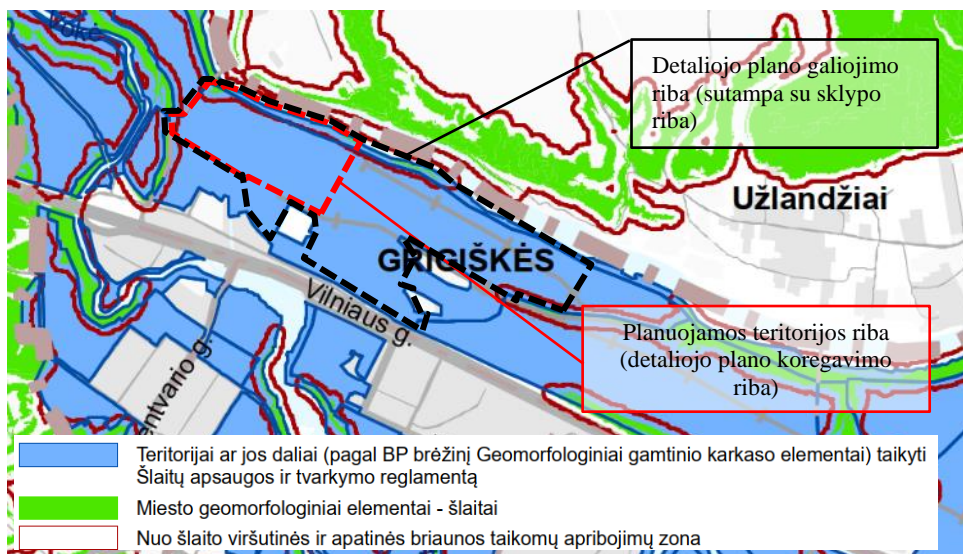 Vokė
Detaliojo plano galiojimo
riba (sutampa su sklypo
riba)
Užlandžiai
GRIGIŠKĖS
Vilniaus g.
Planuojamos teritorijos riba
(detaliojo plano koregavimo
riba)
entvario g.
Teritorijai ar jos daliai (pagal BP brėžinį Geomorfologiniai gamtinio karkaso elementai) taikyti
Šlaitų apsaugos ir tvarkymo reglamentą
Miesto geomorfologiniai elementai - šlaitai
Nuo šlaito viršutinės ir apatinės briaunos taikomų apribojimų zona